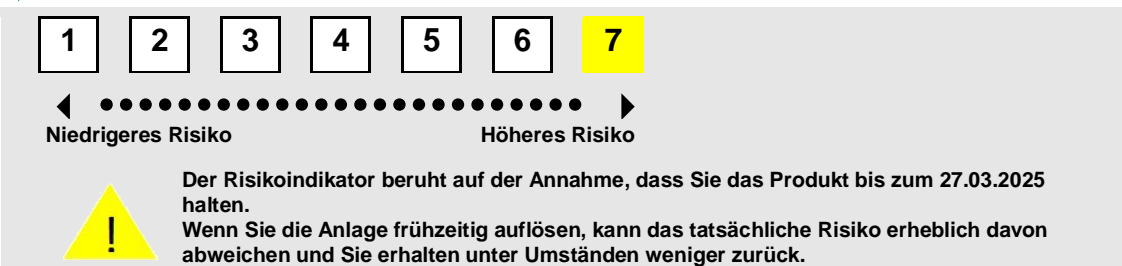 1 2 3 4 5 6 7
Niedrigeres Risiko Höheres Risiko
Der Risikoindikator beruht auf der Annahme, dass Sie das Produkt bis zum 27.03.2025
halten.
Wenn Sie die Anlage frühzeitig auflösen, kann das tatsächliche Risiko erheblich davon
! abweichen und Sie erhalten unter Umständen weniger zurück.